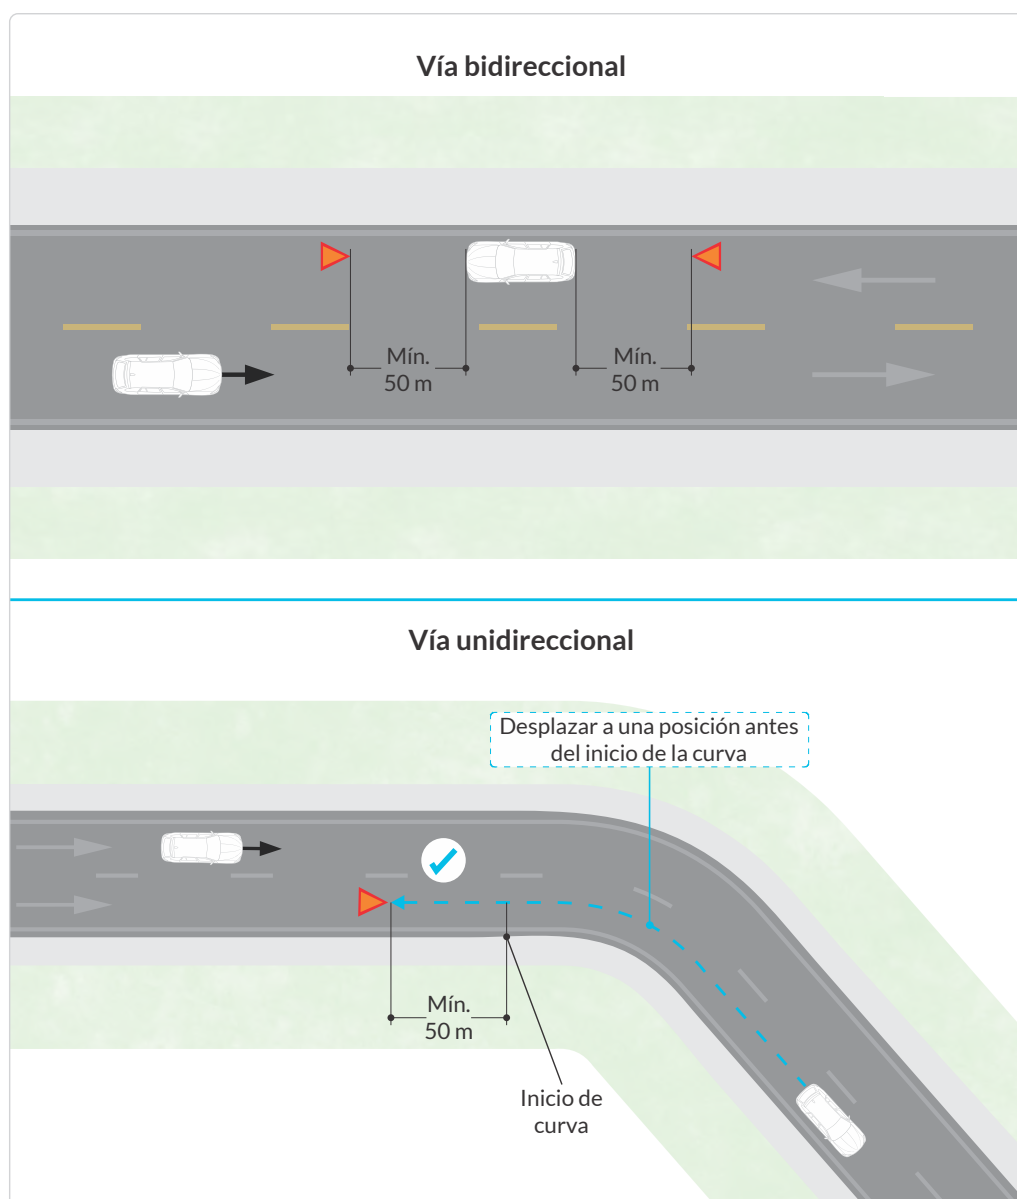 Vía bidireccional
Mín.
50 m
Mín.
50 m
Vía unidireccional
Desplazar a una posición antes
del inicio de la curva
Mín.
50 m
Inicio de
curva